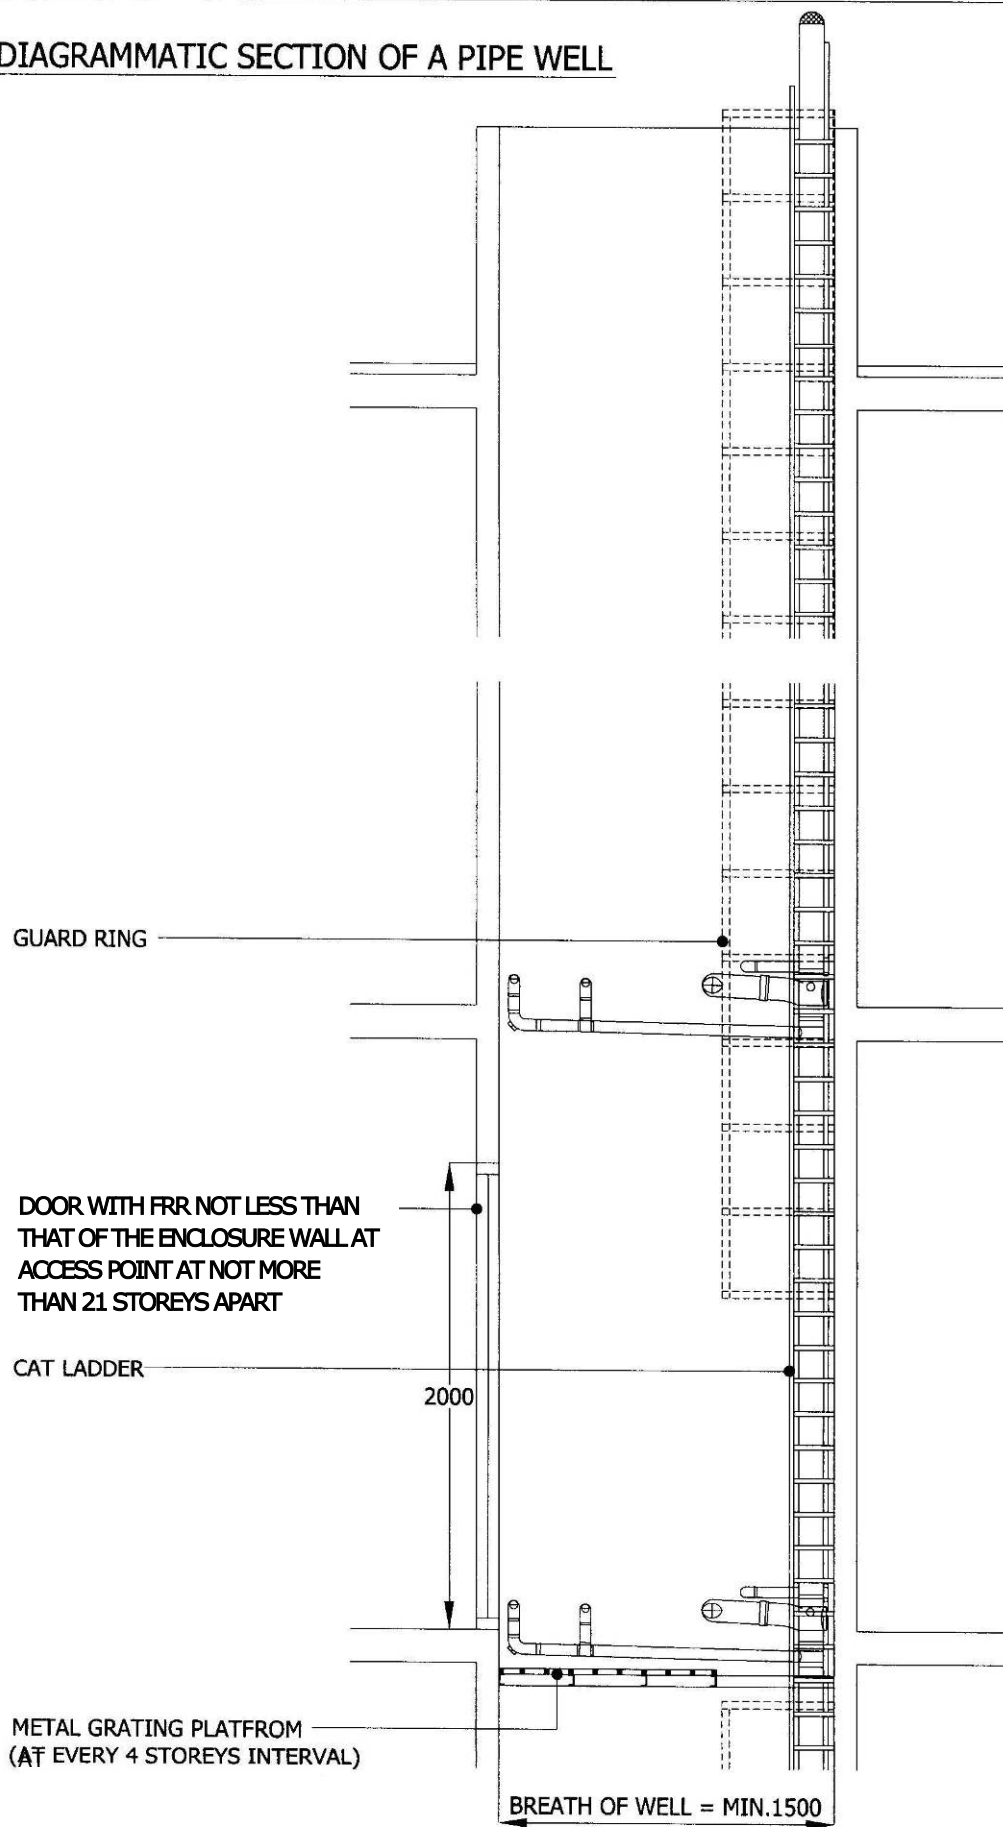 DIAGRAMMATIC SECTION OF A PIPE WELL
GUARD RING
DOOR WITH FRR NOT LESS THAN
THAT OF THE ENCLOSURE WALL AT
ACCESS POINT AT NOT MORE
THAN 21 STOREYS APART
CAT LADDER
2000
METAL GRATING PLATFROM
(AT EVERY 4 STOREYS INTERVAL)
BREATH OF WELL = MIN.1500